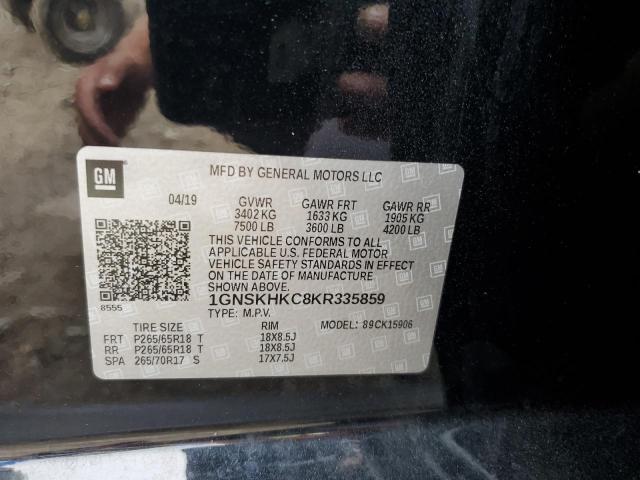 GM
MFD BY GENERAL MOTORS LLC
04/19 GVWR GAWR FRT GAWR RR
3402 KG 1633 KG 1905 KG
7500 LB 3600 LB 4200 LB
THIS VEHICLE CONFORMS TO ALL
APPLICABLE U.S. FEDERAL MOTOR
VEHICLE SAFETY STANDARDS IN EFFECT
ON THE DATE OF MANUFACTURE
SHOWN ABOVE.
8555
1GNSKHKC8KR335859
TYPE: M.P.V.
TIRE SIZE RIM MODEL: 89CK15906
FRT P265/65R18 T 18X8.5J
RR P265/65R18 T 18X8.5J
SPA 265/70R17 S 17X7.5J